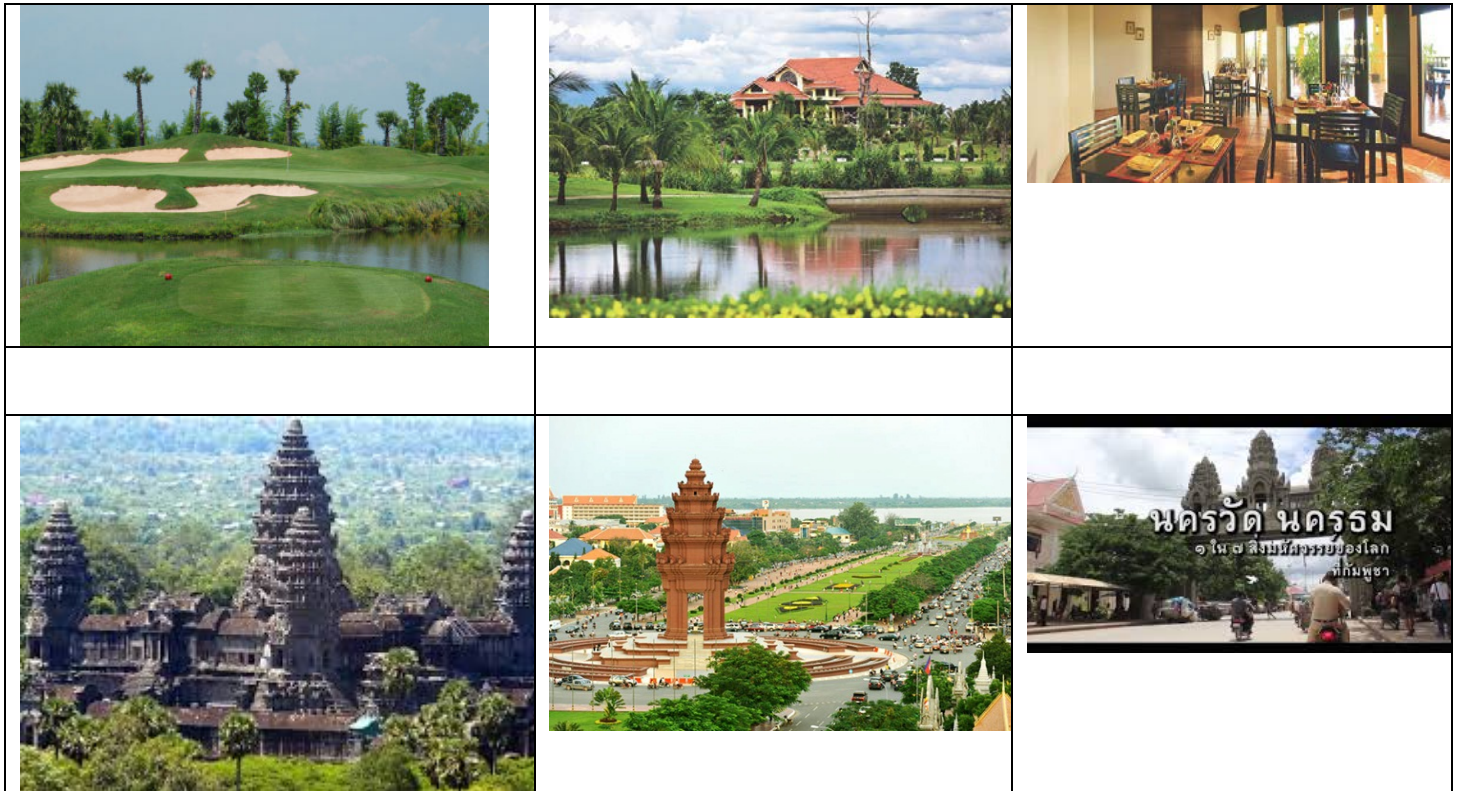 นครวัด นครธม
๑ ใน ๗ สิ่งมหัศจรรย์ของโลก
ที่กัมพูชา